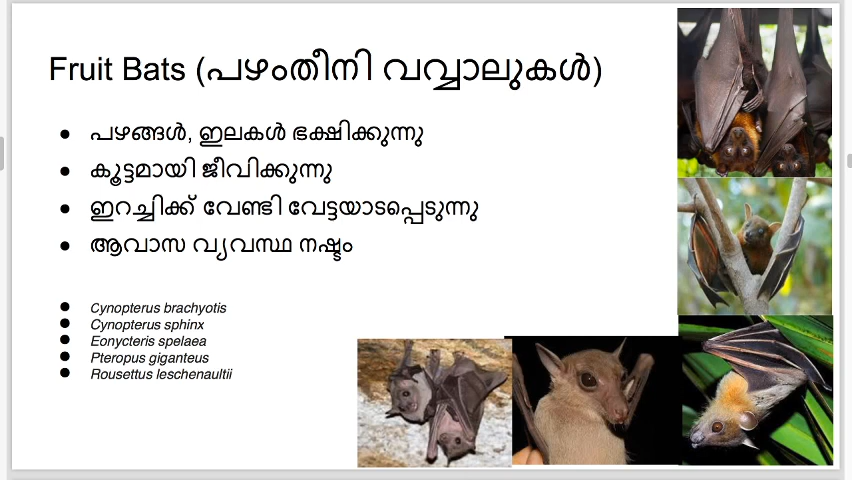 Fruit Bats (പഴംതീനി വവ്വാലുകൾ)
● പഴങ്ങൾ, ഇലകൾ ഭക്ഷിക്കുന്നു
● കൂട്ടമായി ജീവിക്കുന്നു
● ഇറച്ചിക്ക് വേണ്ടി വേട്ടയാടപ്പെടുന്നു
● ആവാസ വ്യവസ്ഥ നഷ്ടം
● Cynopterus brachyotis
● Cynopterus sphinx
● Eonycteris spelaea
● Pteropus giganteus
● Rousettus leschenaultii